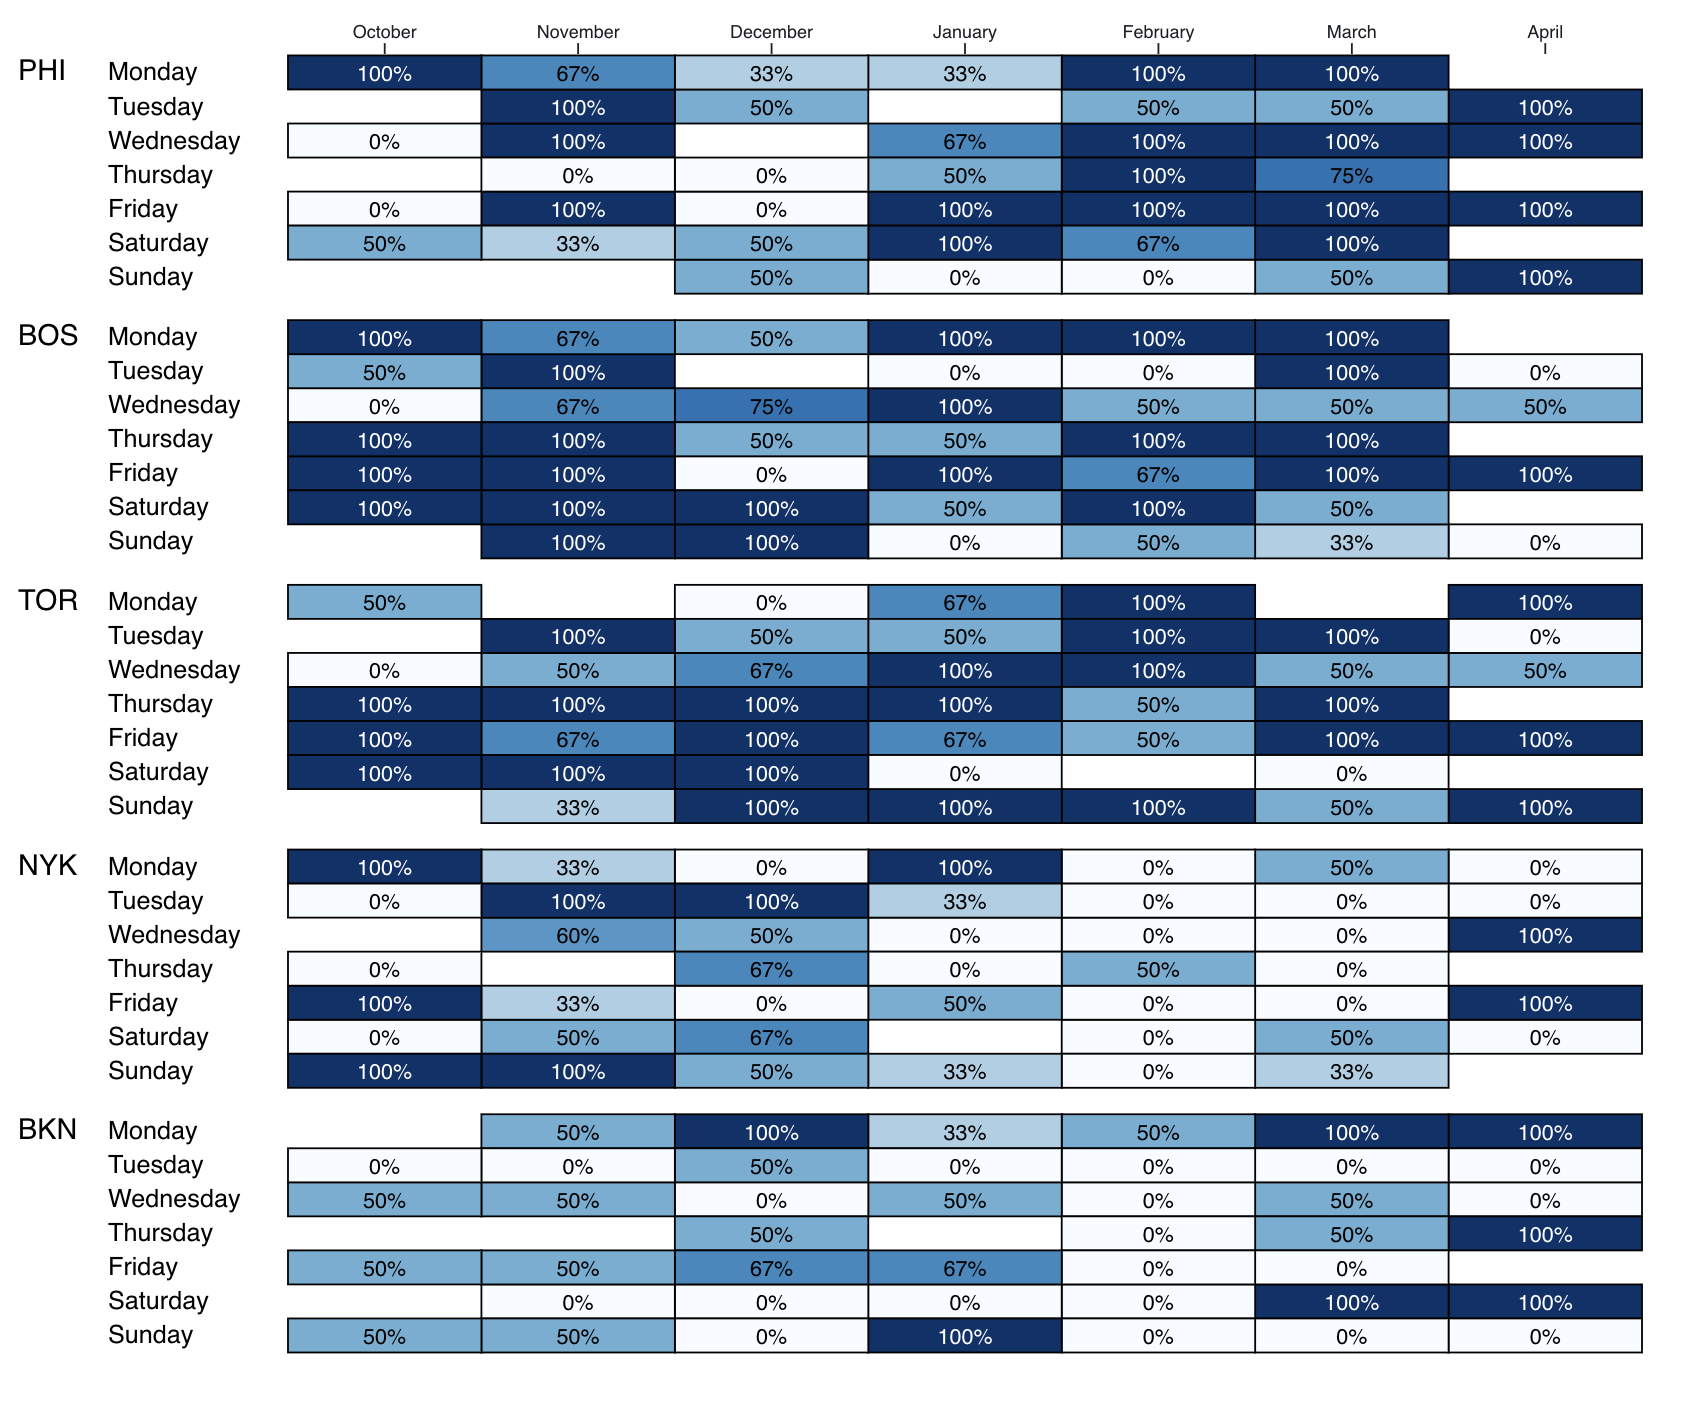 October November December January February March April
PHI Monday 100% 67% 33% 33% 100% 100%
Tuesday 100% 50% 50% 50% 100%
Wednesday 0% 100% 67% 100% 100% 100%
Thursday 0% 0% 50% 100% 75%
Friday 0% 100% 0% 100% 100% 100% 100%
Saturday 50% 33% 50% 100% 67% 100%
Sunday 50% 0% 0% 50% 100%
BOS Monday 100% 67% 50% 100% 100% 100%
Tuesday 50% 100% 0% 0% 100% 0%
Wednesday 0% 67% 75% 100% 50% 50% 50%
Thursday 100% 100% 50% 50% 100% 100%
Friday 100% 100% 0% 100% 67% 100% 100%
Saturday 100% 100% 100% 50% 100% 50%
Sunday 100% 100% 0% 50% 33% 0%
TOR Monday 50% 0% 67% 100% 100%
Tuesday 100% 50% 50% 100% 100% 0%
Wednesday 0% 50% 67% 100% 100% 50% 50%
Thursday 100% 100% 100% 100% 50% 100%
Friday 100% 67% 100% 67% 50% 100% 100%
Saturday 100% 100% 100% 0% 0%
Sunday 33% 100% 100% 100% 50% 100%
NYK Monday 100% 33% 0% 100% 0% 50% 0%
Tuesday 0% 100% 100% 33% 0% 0% 0%
Wednesday 60% 50% 0% 0% 0% 100%
Thursday 0% 67% 0% 50% 0%
Friday 100% 33% 0% 50% 0% 0% 100%
Saturday 0% 50% 67% 0% 50% 0%
Sunday 100% 100% 50% 33% 0% 33%
BKN Monday 50% 100% 33% 50% 100% 100%
Tuesday 0% 0% 50% 0% 0% 0% 0%
Wednesday 50% 50% 0% 50% 0% 50% 0%
Thursday 50% 0% 50% 100%
Friday 50% 50% 67% 67% 0% 0%
Saturday 0% 0% 0% 0% 100% 100%
Sunday 50% 50% 0% 100% 0% 0% 0%